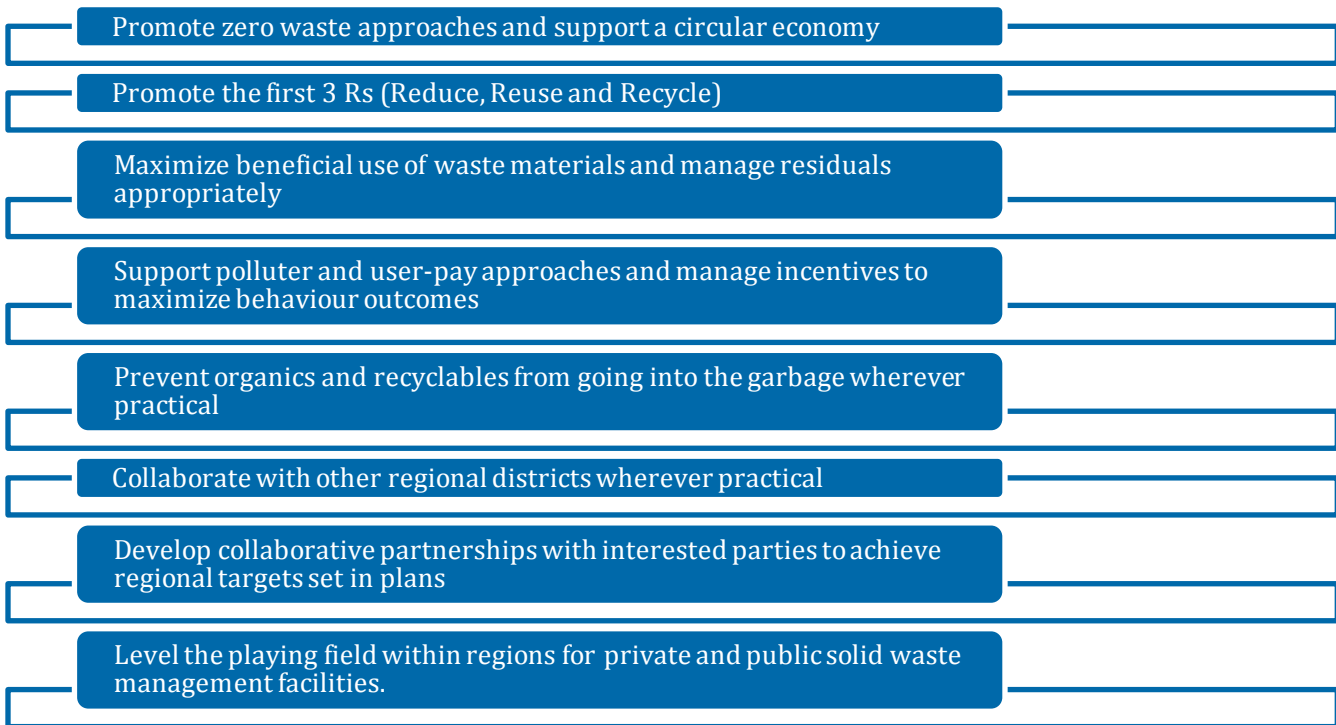 Promote zero waste approaches and support a circular economy
Promote the first 3 Rs (Reduce, Reuse and Recycle)
Maximize beneficial use of waste materials and manage residuals
appropriately
Support polluter and user-pay approaches and manage incentives to
maximize behaviour outcomes
Prevent organics and recyclables from going into the garbage wherever
practical
Collaborate with other regional districts wherever practical
Develop collaborative partnerships with interested parties to achieve
regional targets set in plans
Level the playing field within regions for private and public solid waste
management facilities.